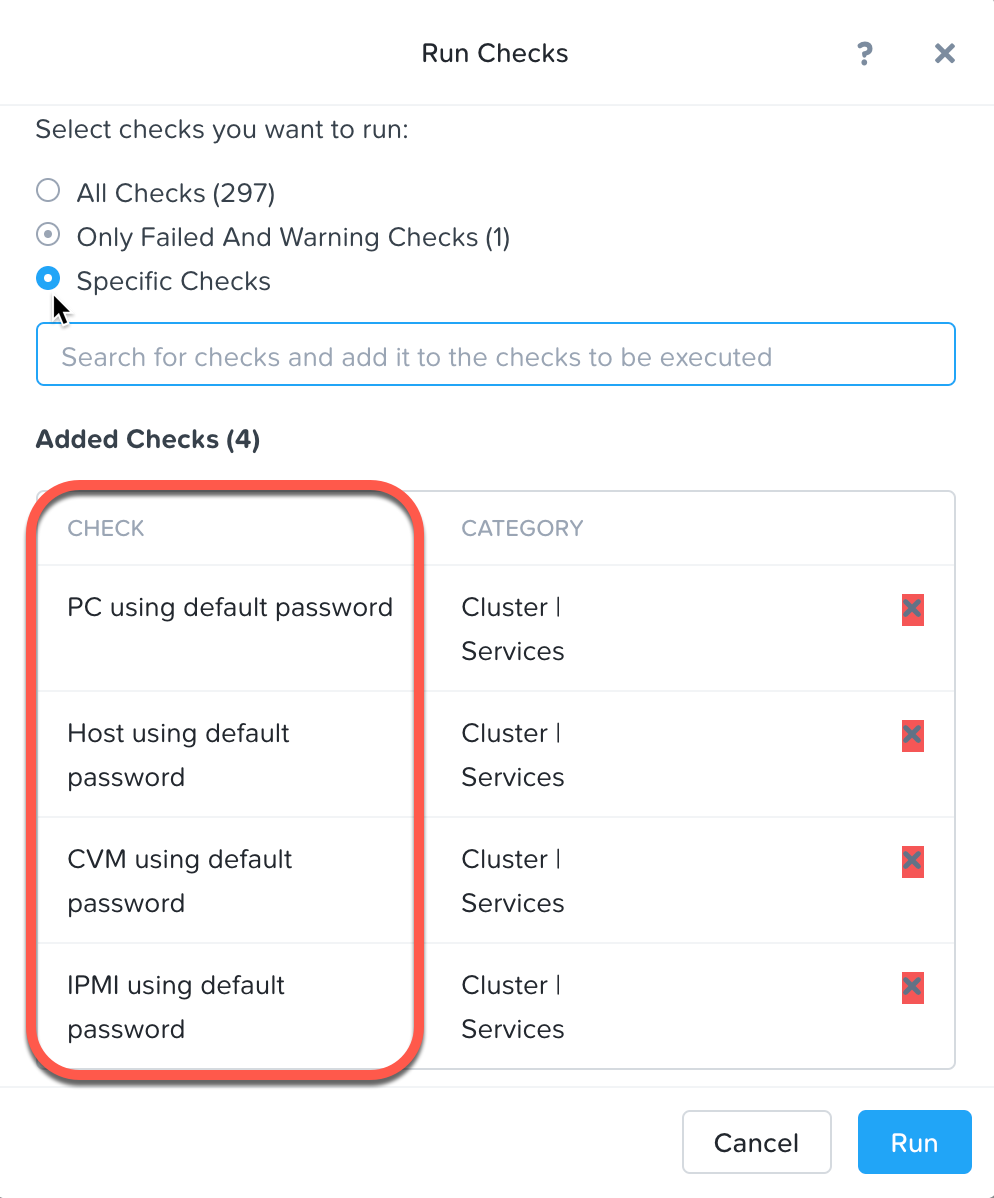 Run Checks ?
Select checks you want to run:
All Checks (297)
Only Failed And Warning Checks (1)
Specific Checks
Search for checks and add it to the checks to be executed
Added Checks (4)
CHECK CATEGORY
PC using default password Cluster |
Services
Host using default Cluster |
password Services
CVM using default Cluster |
password Services
IPMI using default Cluster |
password Services
Cancel Run